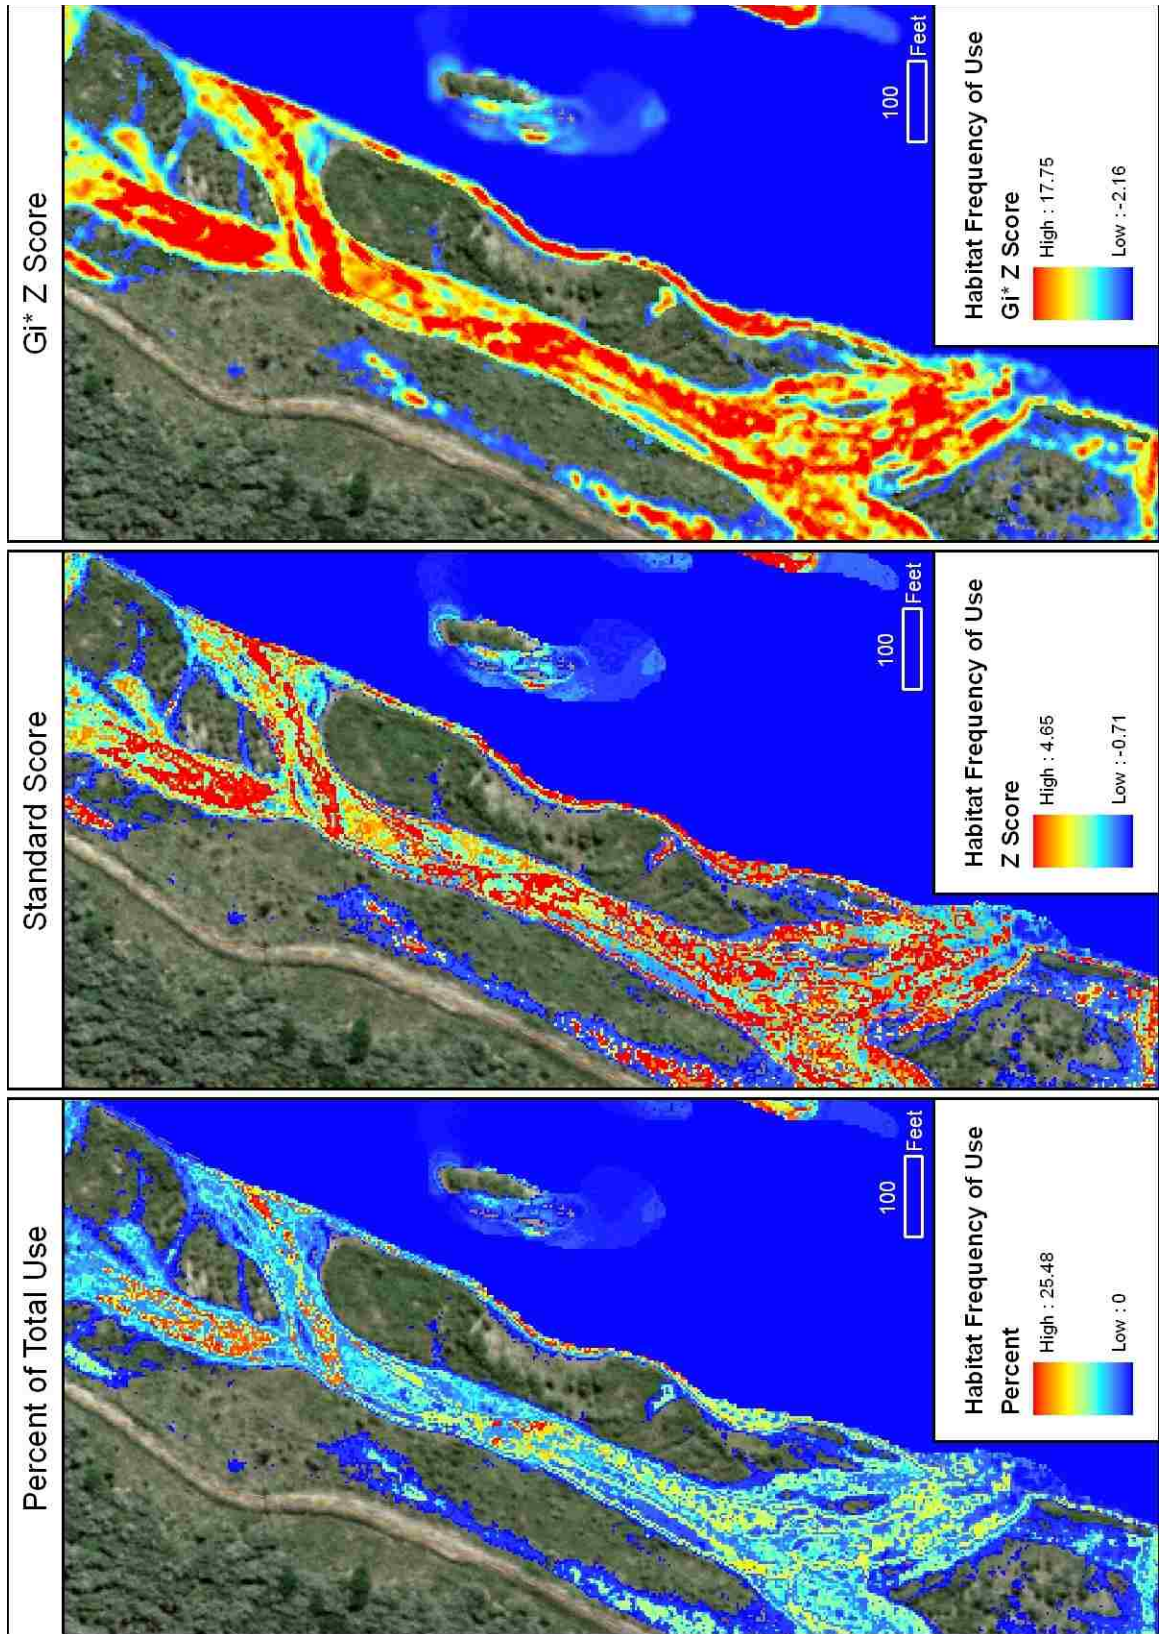 Percent of Total Use
100
Feet
Habitat Frequency of Use
Percent
High : 25.48
Low : 0
Standard Score
100
Feet
Habitat Frequency of Use
Z Score
High : 4.65
Low : -0.71
Gi* Z Score
100
Feet
Habitat Frequency of Use
Gi* Z Score
High : 17.75
Low : -2.16